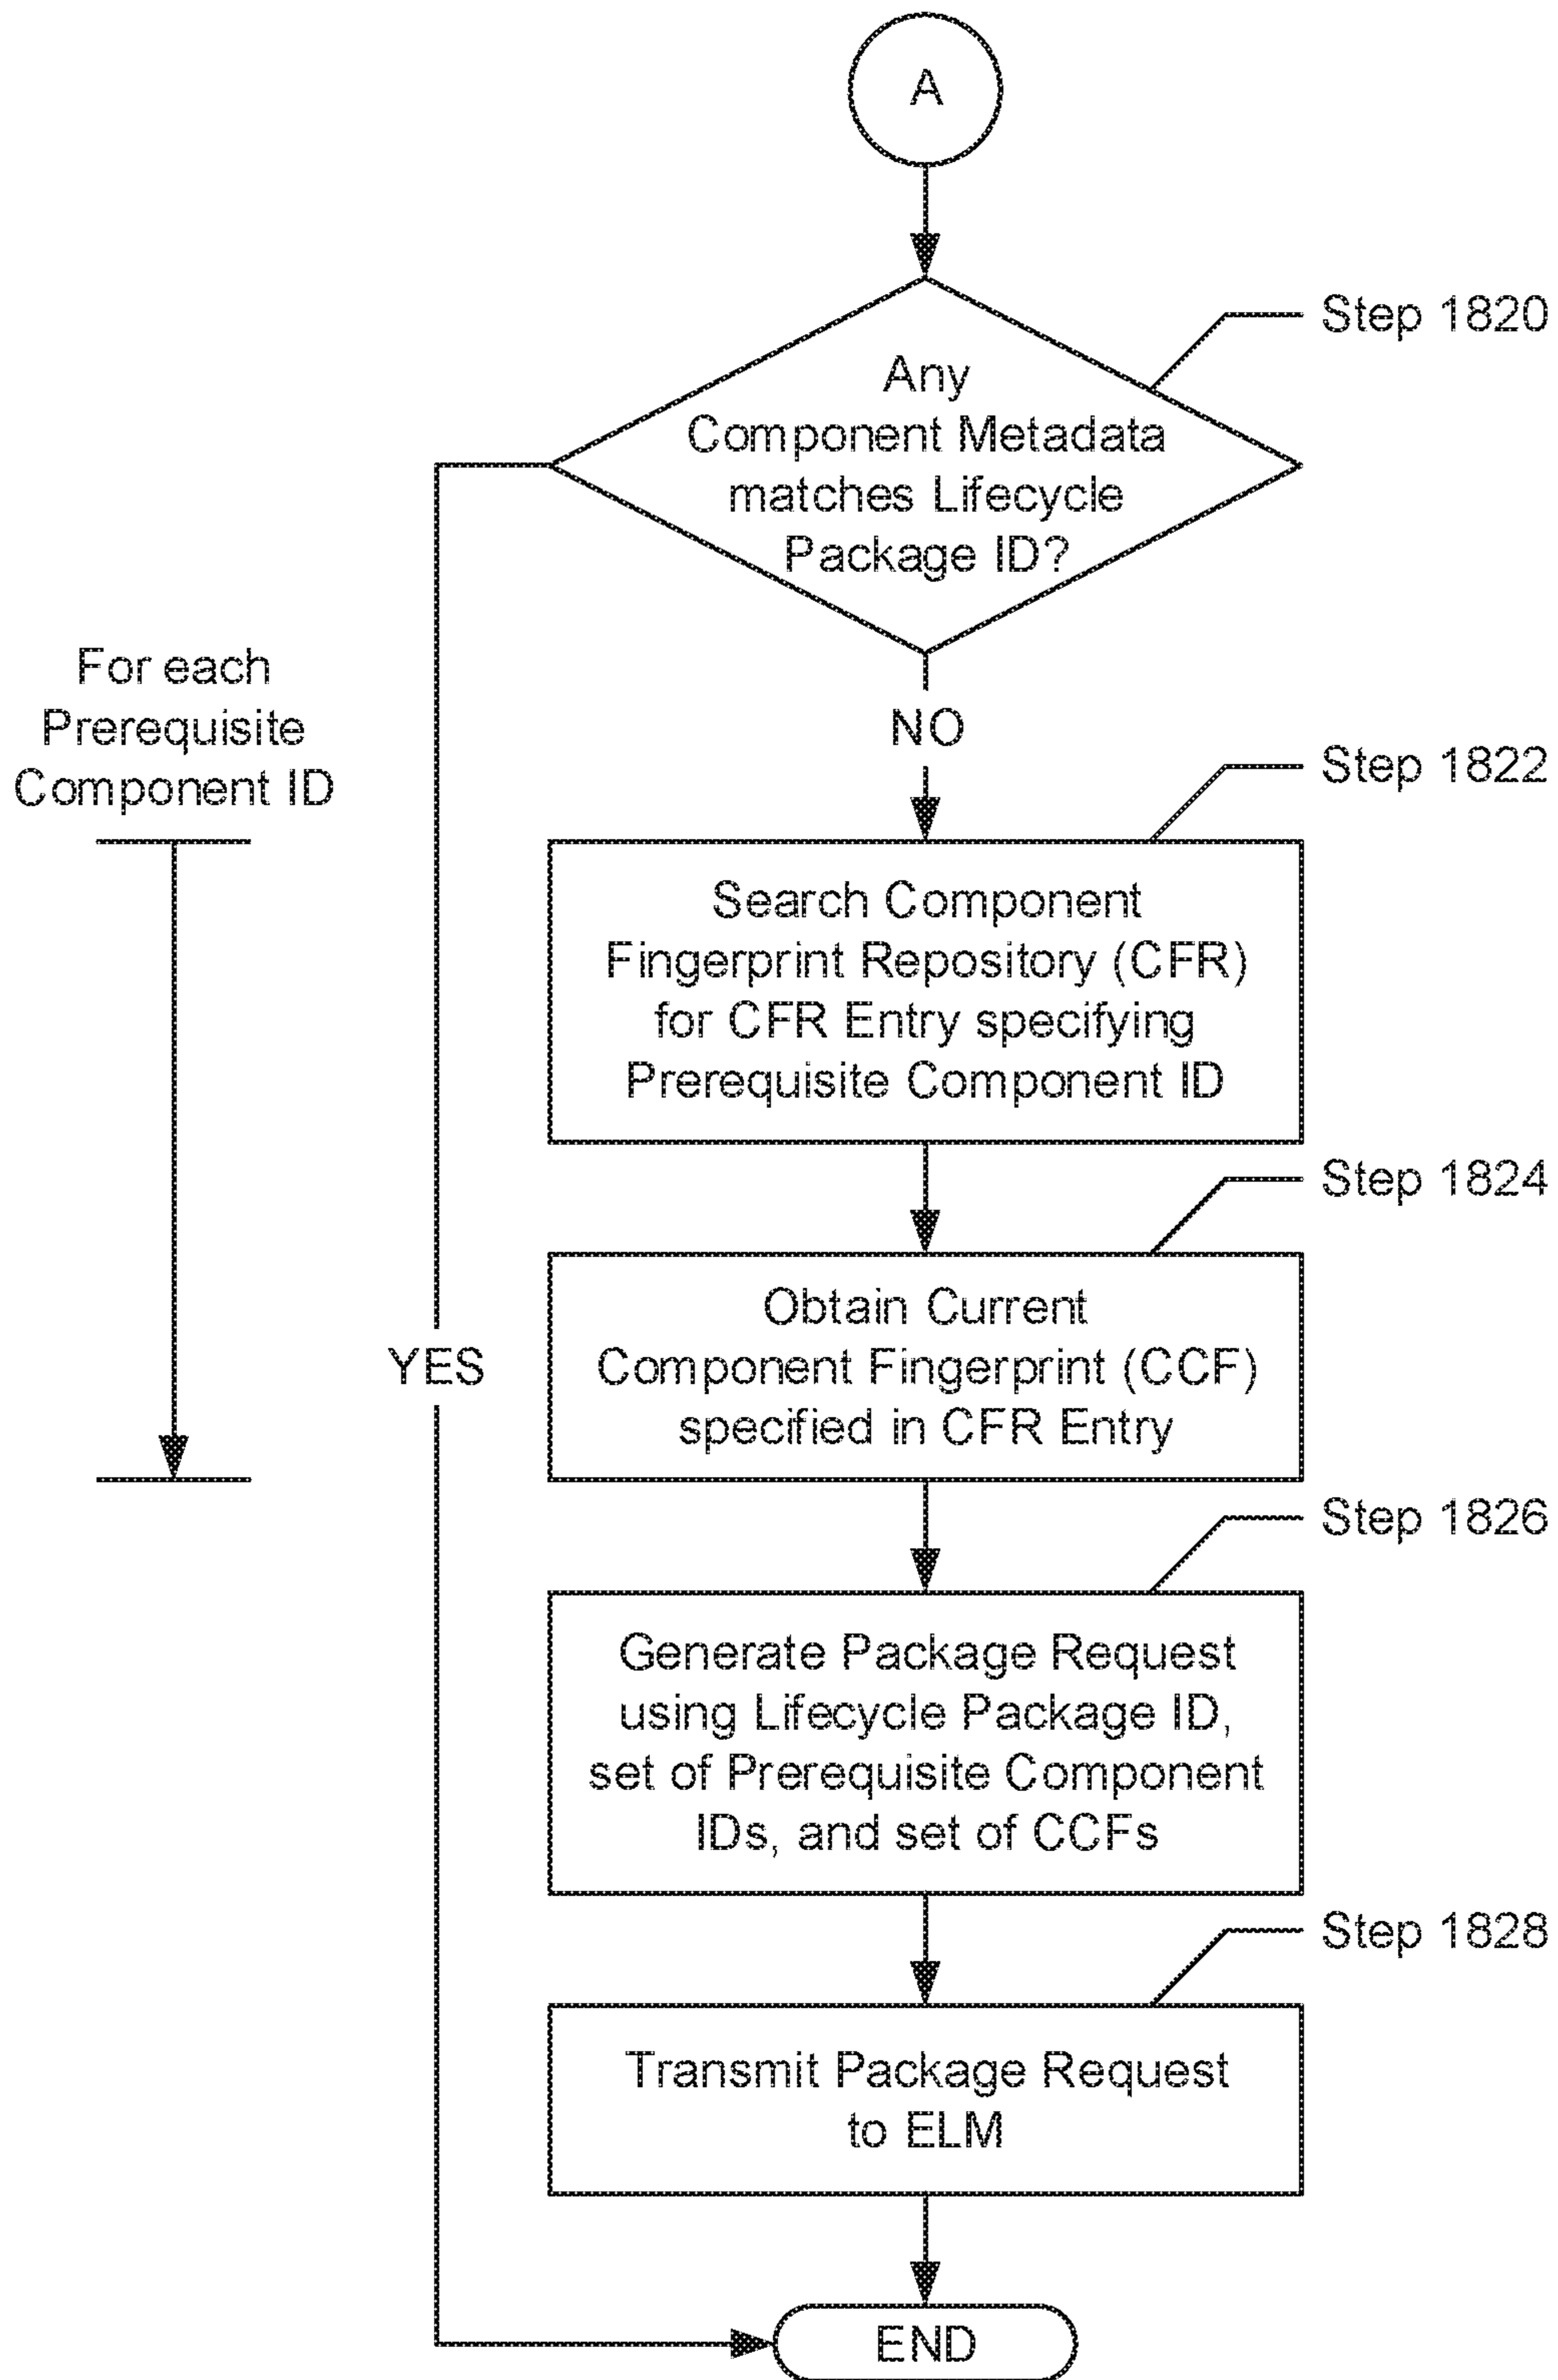 A
Step 1820
Any
Component Metadata
matches Lifecycle
Package ID?
For each
Prerequisite
Component ID
NO
Step 1822
Search Component
Fingerprint Repository (CFR)
for CFR Entry specifying
Prerequisite Component ID
Step 1824
Obtain Current
Component Fingerprint (CCF)
specified in CFR Entry
YES
Step 1826
Generate Package Request
using Lifecycle Package ID,
set of Prerequisite Component
IDs, and set of CCFs
Step 1828
Transmit Package Request
to ELM
END